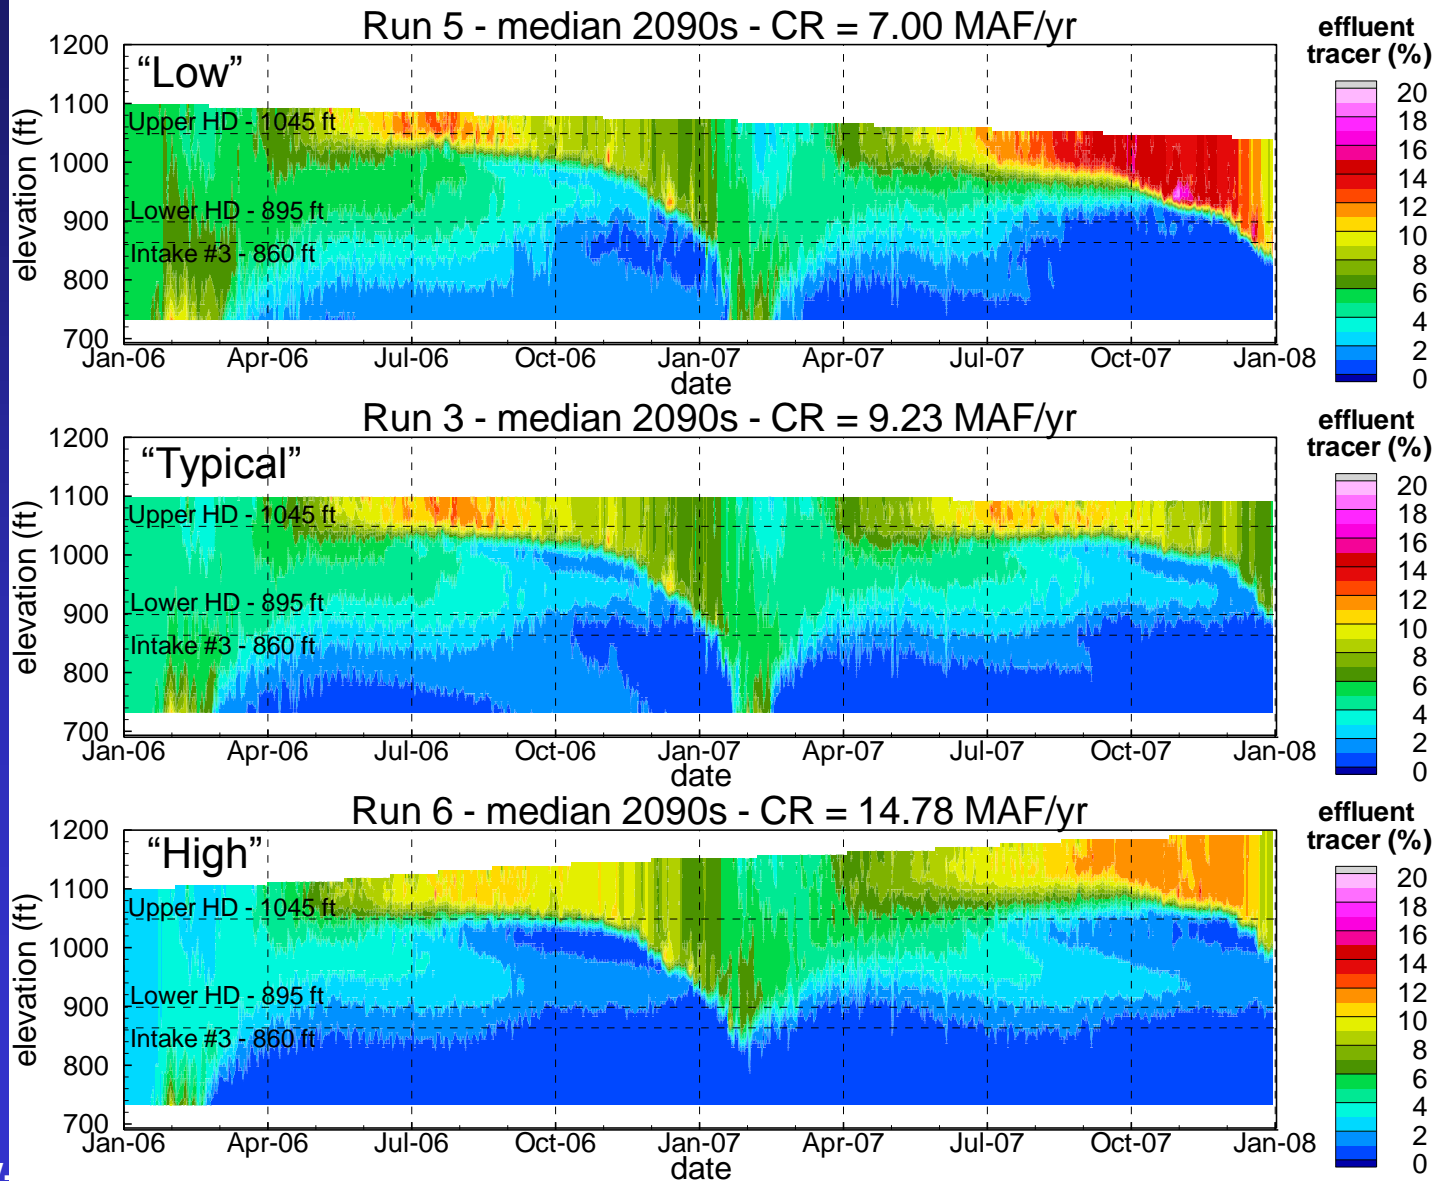 Run 5 - median 2090s - CR = 7.00 MAF/yr
effluent
tracer (%)
“Low”
elevation (ft)
1200
1100
1000
900
800
700
Upper HD - 1045 ft
Lower HD - 895 ft
Intake #3 - 860 ft
Jan-06 Apr-06 Jul-06 Oct-06 Jan-07 Apr-07 Jul-07 Oct-07 Jan-08
date
20
18
16
14
12
10
8
6
4
2
0
Run 3 - median 2090s - CR = 9.23 MAF/yr
effluent
tracer (%)
“Typical”
elevation (ft)
1200
1100
1000
900
800
700
Upper HD - 1045 ft
Lower HD - 895 ft
Intake #3 - 860 ft
Jan-06 Apr-06 Jul-06 Oct-06 Jan-07 Apr-07 Jul-07 Oct-07 Jan-08
date
20
18
16
14
12
10
8
6
4
2
0
Run 6 - median 2090s - CR = 14.78 MAF/yr
effluent
tracer (%)
“High”
elevation (ft)
1200
1100
1000
900
800
700
Upper HD - 1045 ft
Lower HD - 895 ft
Intake #3 - 860 ft
Jan-06 Apr-06 Jul-06 Oct-06 Jan-07 Apr-07 Jul-07 Oct-07 Jan-08
date
20
18
16
14
12
10
8
6
4
2
0